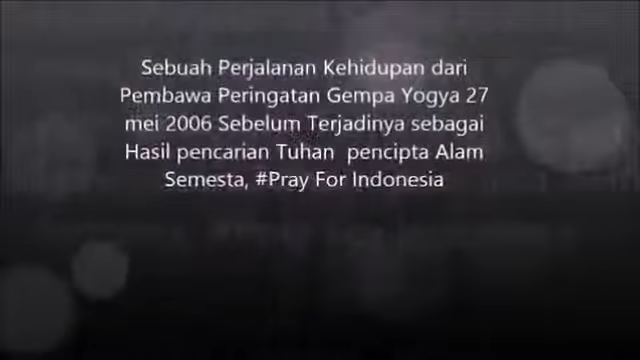 Sebuah Perjalanan Kehidupan dari
Pembawa Peringatan Gempa Yogya 27
mei 2006 Sebelum Terjadinya sebagai
Hasil pencarian Tuhan pencipta Alam
Semesta, #Pray For Indonesia